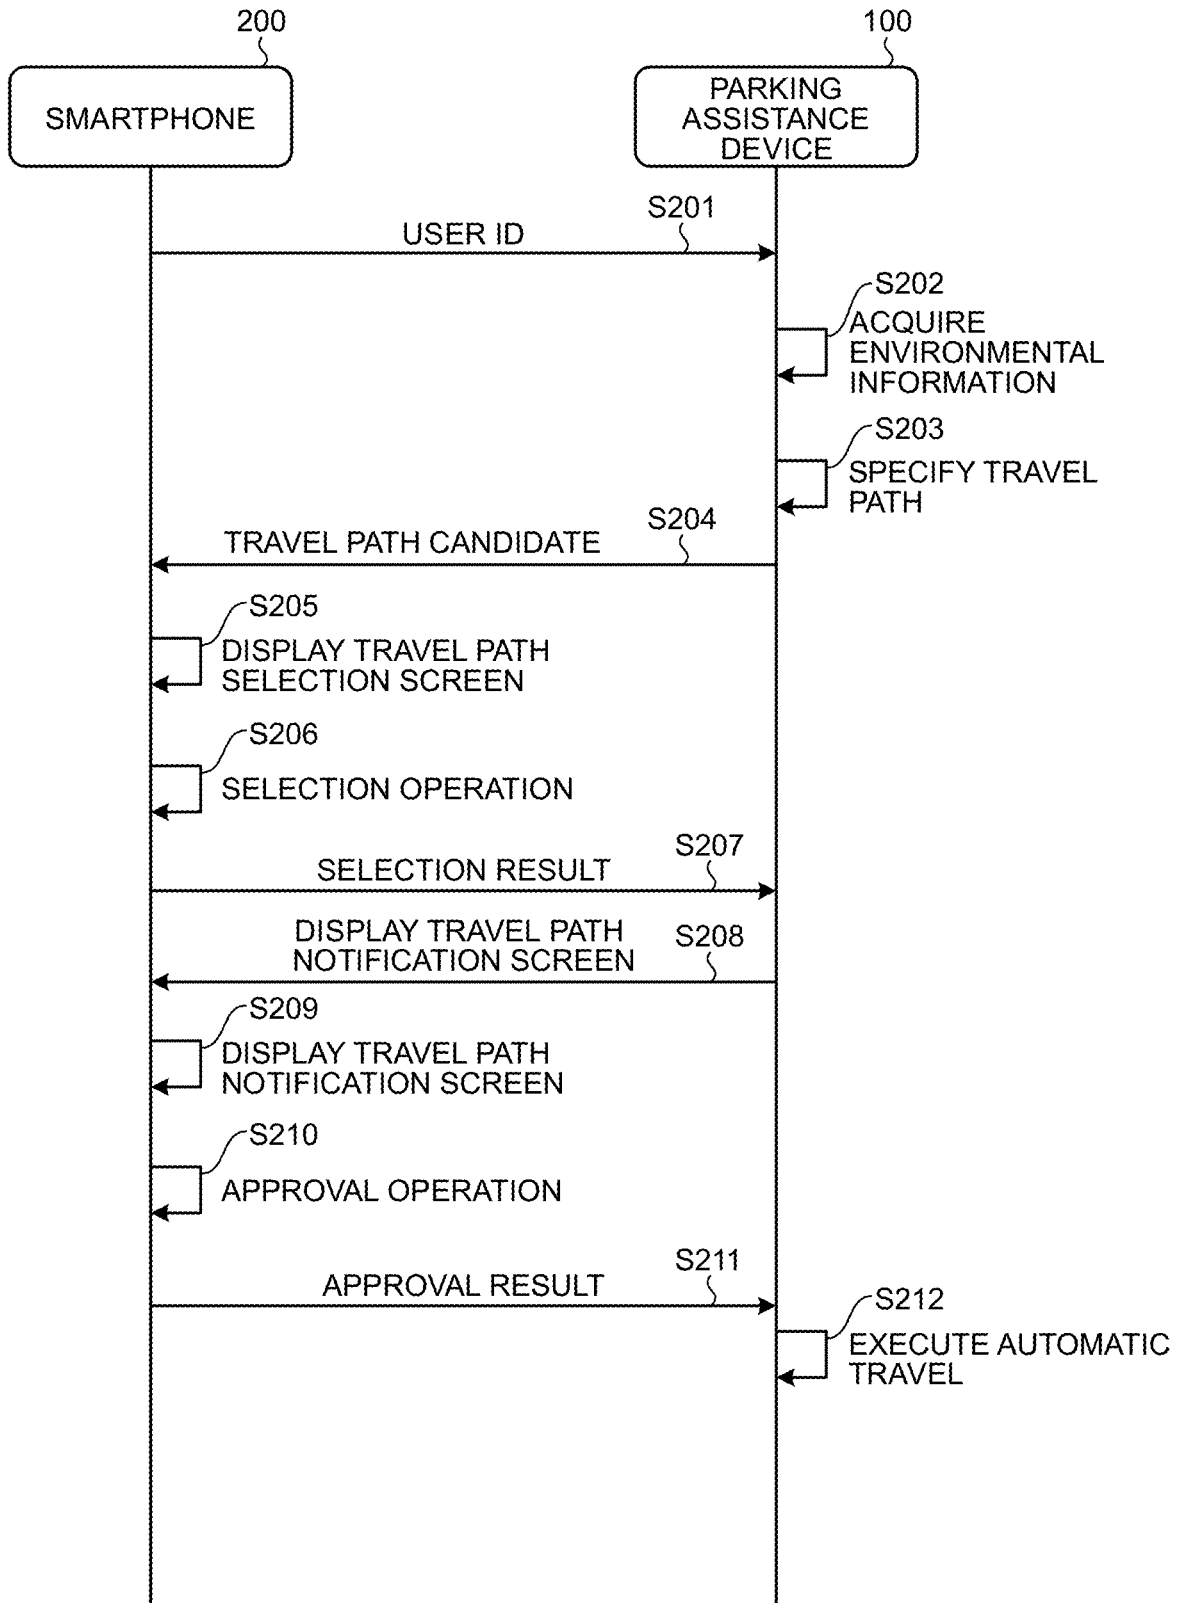 200
100
SMARTPHONE
PARKING
ASSISTANCE
DEVICE
S201
USER ID
S202
ACQUIRE
ENVIRONMENTAL
INFORMATION
S203
SPECIFY TRAVEL
PATH
S204
TRAVEL PATH CANDIDATE
S205
DISPLAY TRAVEL PATH
SELECTION SCREEN
S206
SELECTION OPERATION
S207
SELECTION RESULT
DISPLAY TRAVEL PATH
NOTIFICATION SCREEN
S208
S209
DISPLAY TRAVEL PATH
NOTIFICATION SCREEN
S210
APPROVAL OPERATION
S211
APPROVAL RESULT
S212
EXECUTE AUTOMATIC
TRAVEL